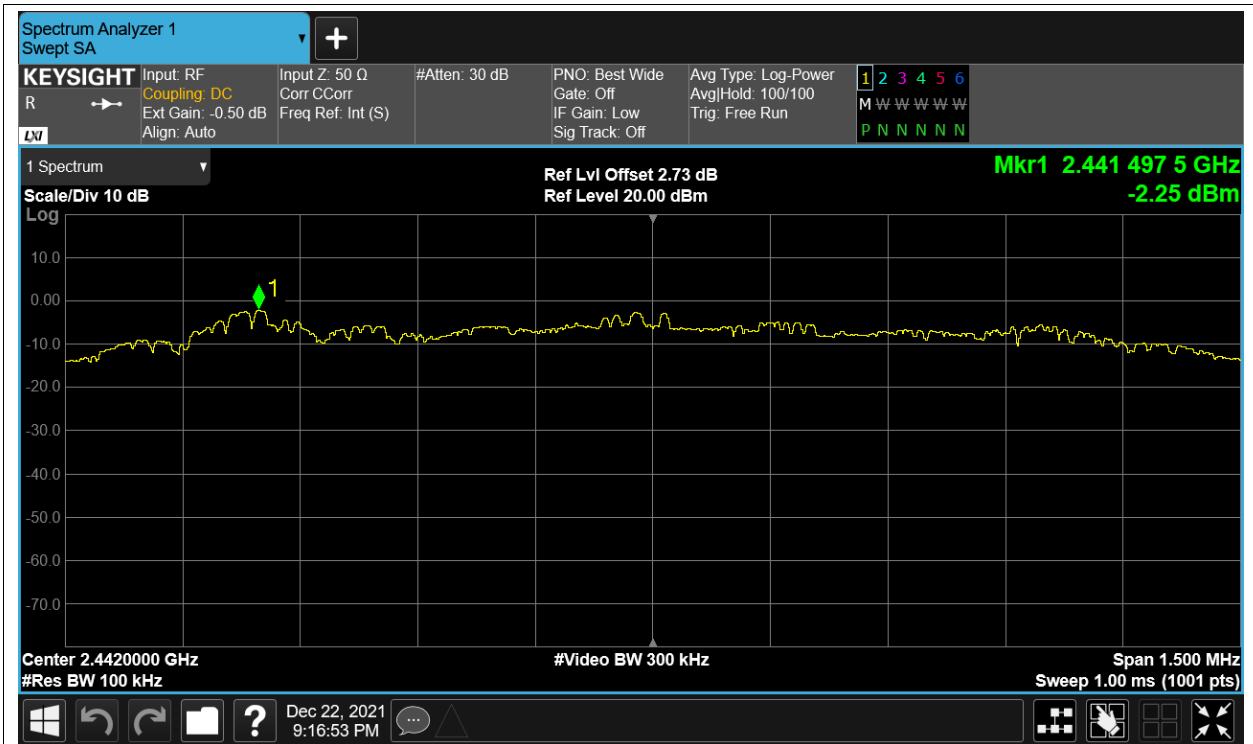 Spectrum Analyzer 1
Swept SA
KEYSIGHT
R
LXI
Input: RF
Coupling: DC
Ext Gain: -0.50 dB
Align: Auto
Input Z: 50 Ω
Corr CCorr
Freq Ref: Int (S)
#Atten: 30 dB
PNO: Best Wide
Gate: Off
IF Gain: Low
Sig Track: Off
Avg Type: Log-Power
Avg|Hold: 100/100
Trig: Free Run
1 2 3 4 5 6
M W W W W W
P N N N N N
1 Spectrum
Scale/Div 10 dB
Log
Ref Lvl Offset 2.73 dB
Ref Level 20.00 dBm
Mkr1 2.441 497 5 GHz
-2.25 dBm
10.0
0.00
1
-10.0
-20.0
-30.0
-40.0
-50.0
-60.0
-70.0
Center 2.4420000 GHz
#Res BW 100 kHz
#Video BW 300 kHz
Span 1.500 MHz
Sweep 1.00 ms (1001 pts)
?
Dec 22, 2021
9:16:53 PM